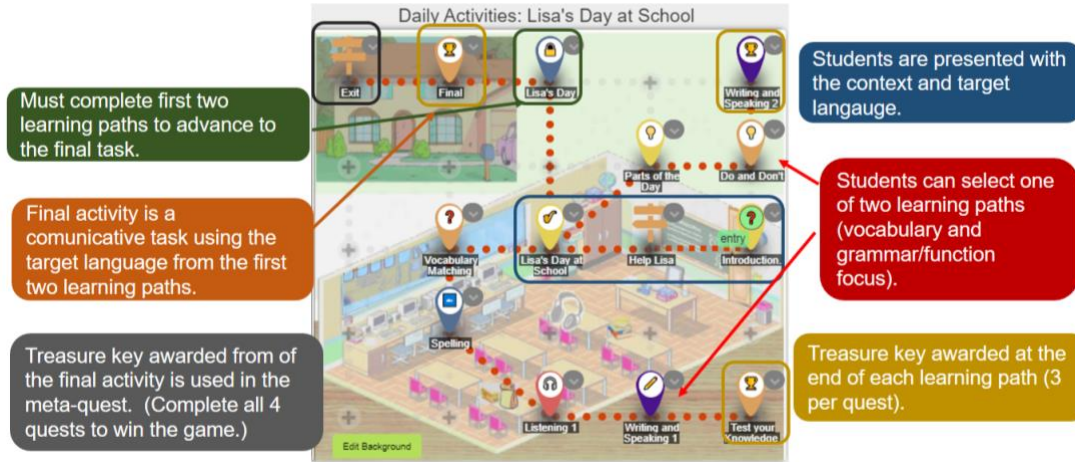 Daily Activities: Lisa's Day at School
Must complete first two
learning paths to advance to
the final task.
Final activity is a
comunicative task using the
target language from the first
two learning paths.
Treasure key awarded from of
the final activity is used in the
meta-quest. (Complete all 4
quests to win the game.)
Exit
Final
Lisa's Day
Writing and
Speaking 2
Parts of the
Day
Do and Don't
Vocabulary
Matching
Lisa's Day at
School
Help Lisa
entry
Introduction.
Spelling
Listening 1
Writing and
Speaking 1
Test your
Knowledge
Edit Background
Students are presented with
the context and target
langauge.
Students can select one
of two learning paths
(vocabulary and
grammar/function
focus).
Treasure key awarded at the
end of each learning path (3
per quest).